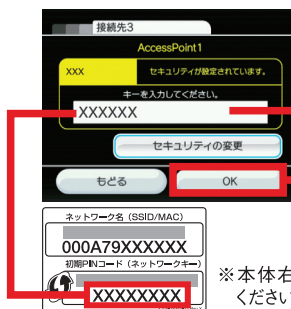 接続先3
AccessPoint1
XXX
セキュリティが設定されています。
キーを入力してください。
XXXXXX
セキュリティの変更
もどる
OK
ネットワーク名（SSID/MAC）
000A79XXXXXX
初期PINコード（ネットワークキー）
XXXXXXXX
※本体右
ください